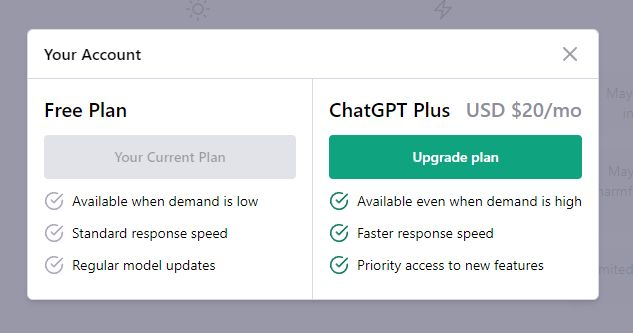 Your Account
Free Plan
Your Current Plan
Available when demand is low
Standard response speed
Regular model updates
ChatGPT Plus USD $20/mo
Upgrade plan
Available even when demand is high
Faster response speed
Priority access to new features
May
in
May
harmf
mited